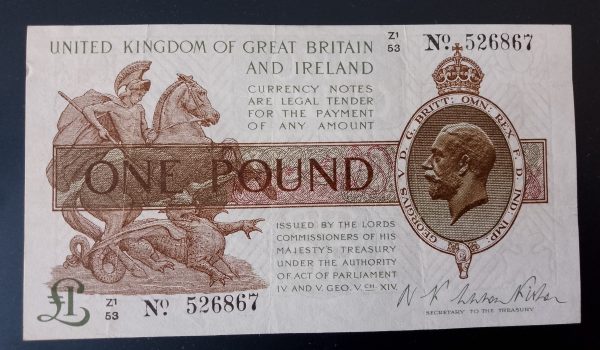 UNITED KINGDOM OF GREAT BRITAIN
AND IRELAND
Z1/53 No. 526867
CURRENCY NOTES
ARE LEGAL TENDER
FOR THE PAYMENT
OF ANY AMOUNT
GEORGIVS V D. G. BRITT: OMN: REX F. D. IND: IMP:
ONE POUND
ISSUED BY THE LORDS
COMMISSIONERS OF HIS
MAJESTY'S TREASURY
UNDER THE AUTHORITY
OF ACT OF PARLIAMENT
IV. AND V. GEO. V. CH. XIV.
£1 Z1/53 No 526867
SECRETARY TO THE TREASURY.